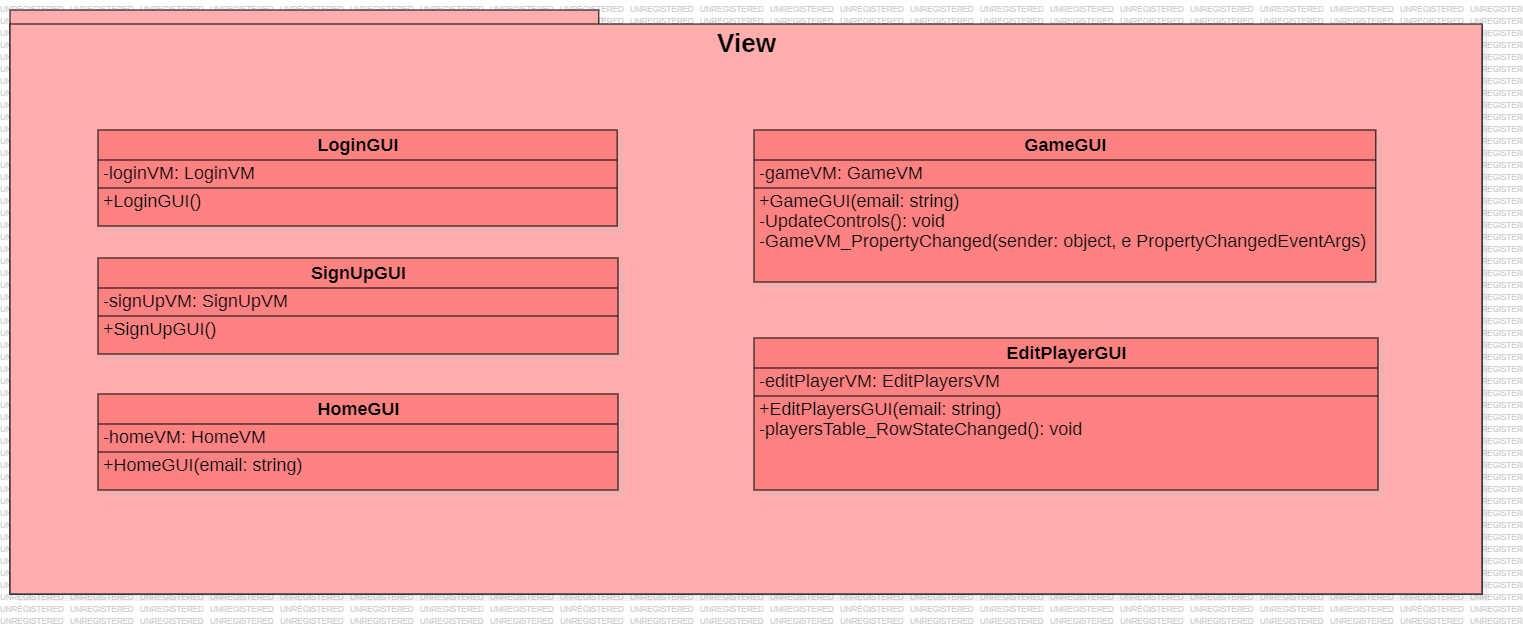 View
LoginGUI
-loginVM: LoginVM
+LoginGUI()
SignUpGUI
-signUpVM: SignUpVM
+SignUpGUI()
HomeGUI
-homeVM: HomeVM
+HomeGUI(email: string)
GameGUI
-gameVM: GameVM
+GameGUI(email: string)
-UpdateControls(): void
-GameVM_PropertyChanged(sender: object, e PropertyChangedEventArgs)
EditPlayerGUI
-editPlayerVM: EditPlayersVM
+EditPlayersGUI(email: string)
-playersTable_RowStateChanged(): void
UNREGISTERED